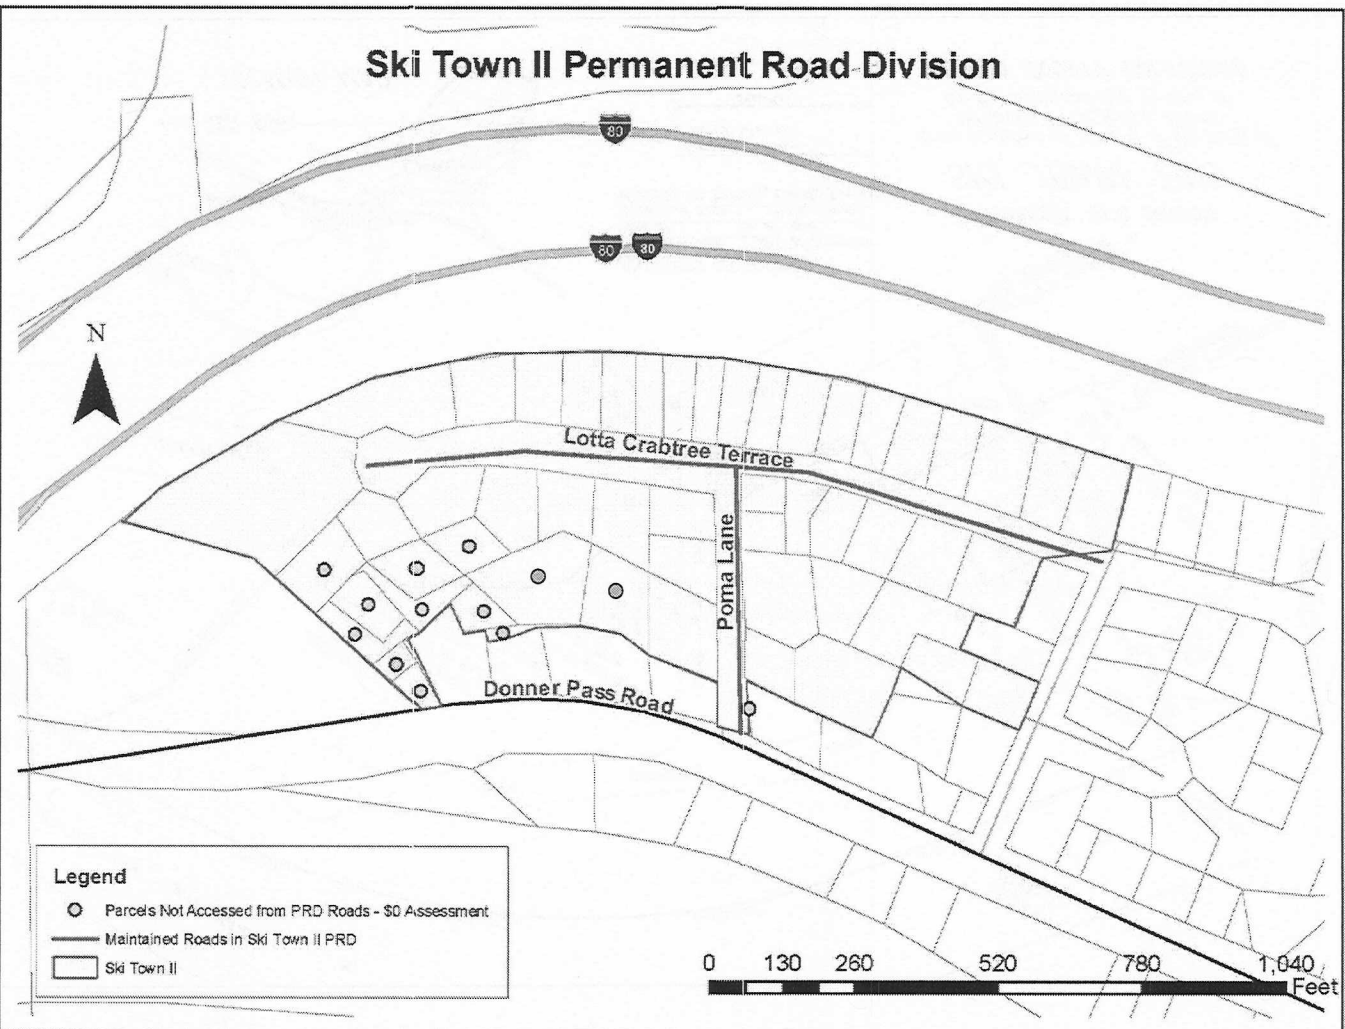 Ski Town II Permanent Road Division
80
80 80
N
Lotta Crabtree Terrace
Poma Lane
Donner Pass Road
Legend
Parcels Not Accessed from PRD Roads - $0 Assessment
Maintained Roads in Ski Town II PRD
Ski Town II
0 130 260 520 780 1,040
Feet